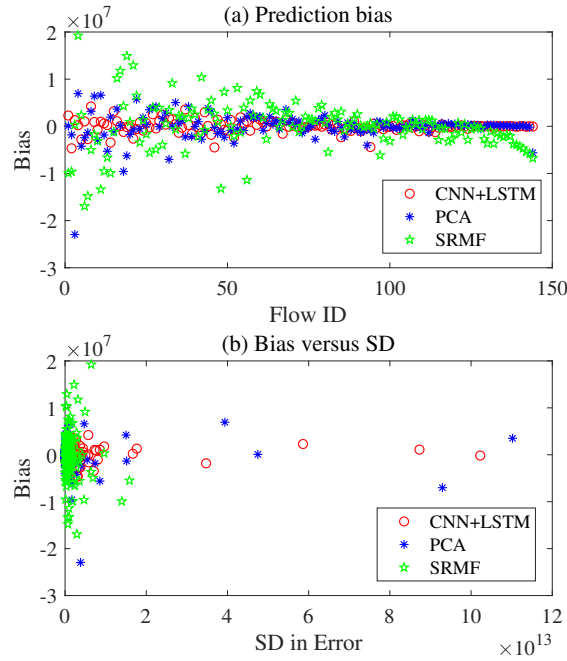 (a) Prediction bias
×10^7
2
1
0
-1
-2
-3
Bias
0 50 100 150
Flow ID
CNN+LSTM
PCA
SRMF
(b) Bias versus SD
×10^7
2
1
0
-1
-2
-3
Bias
0 2 4 6 8 10 12
SD in Error
×10^13
CNN+LSTM
PCA
SRMF